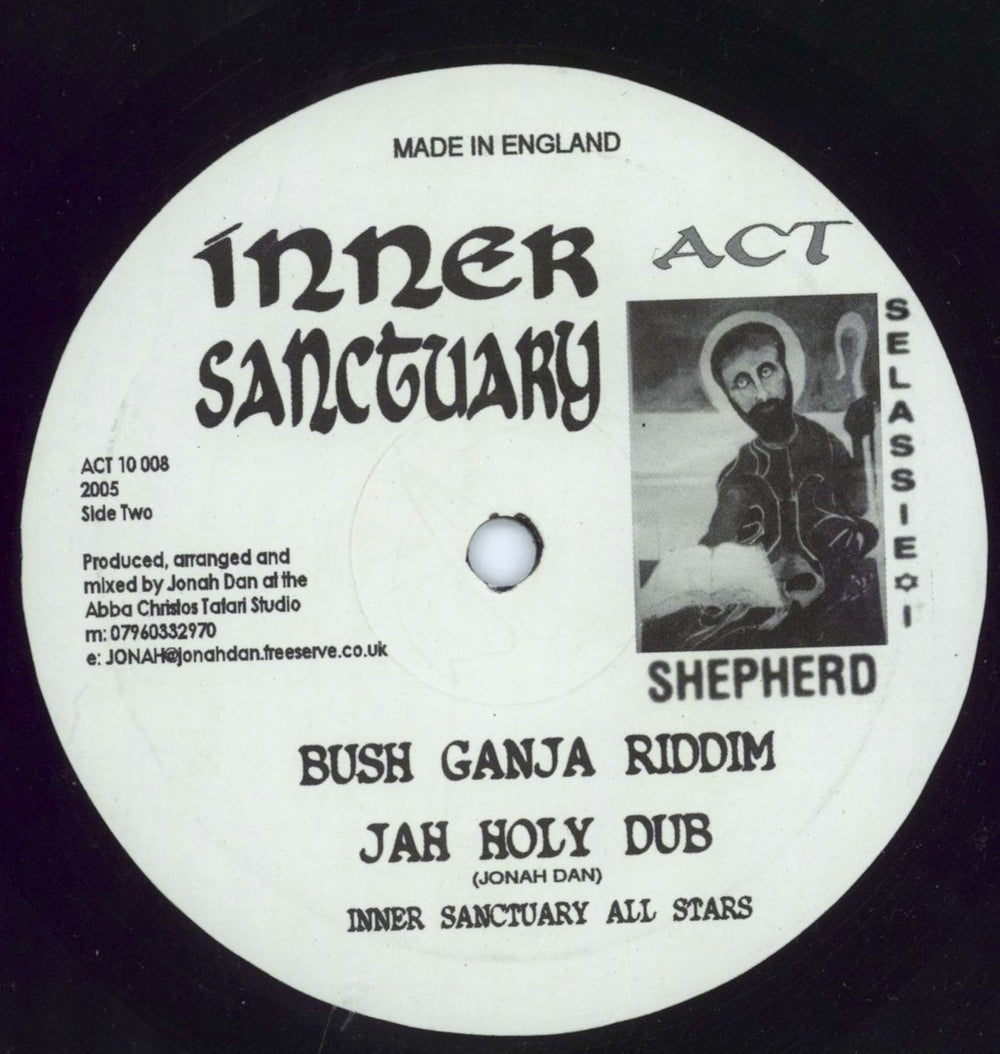 MADE IN ENGLAND
INNER
SANCTUARY
ACT
SELASSIE I
SHEPHERD
ACT 10 008
2005
Side Two
Produced, arranged and
mixed by Jonah Dan at the
Abba Christos Tafari Studio
m: 07960332970
e: JONAH@jonahdan.freeserve.co.uk
BUSH GANJA RIDDIM
JAH HOLY DUB
(JONAH DAN)
INNER SANCTUARY ALL STARS